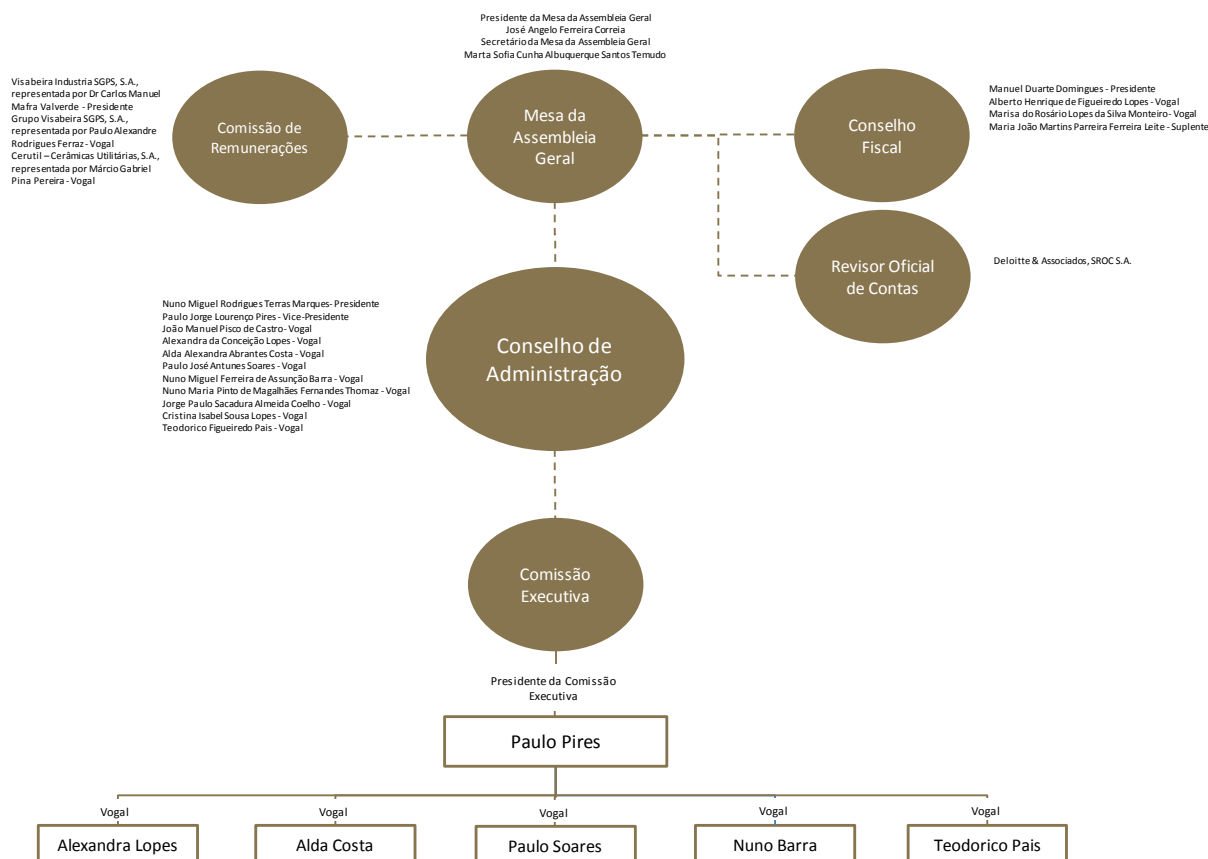 Presidente da Mesa da Assembleia Geral
José Angelo Ferreira Correia
Secretário da Mesa da Assembleia Geral
Marta Sofia Cunha Albuquerque Santos Temudo
Visabeira Industria SGPS, S.A.,
representada por Dr Carlos Manuel
Mafra Valverde - Presidente
Grupo Visabeira SGPS, S.A.,
representada por Paulo Alexandre
Rodrigues Ferraz - Vogal
Cerutil – Cerâmicas Utilitárias, S.A.,
representada por Márcio Gabriel
Pina Pereira - Vogal
Comissão de
Remunerações
Mesa da
Assembleia
Geral
Conselho
Fiscal
Manuel Duarte Domingues - Presidente
Alberto Henrique de Figueiredo Lopes - Vogal
Marisa do Rosário Lopes da Silva Monteiro - Vogal
Maria João Martins Parreira Ferreira Leite - Suplente
Revisor Oficial
de Contas
Deloitte & Associados, SROC S.A.
Nuno Miguel Rodrigues Terras Marques- Presidente
Paulo Jorge Lourenço Pires - Vice-Presidente
João Manuel Pisco de Castro - Vogal
Alexandra da Conceição Lopes - Vogal
Alda Alexandra Abrantes Costa - Vogal
Paulo José Antunes Soares - Vogal
Nuno Miguel Ferreira de Assunção Barra - Vogal
Nuno Maria Pinto de Magalhães Fernandes Thomaz - Vogal
Jorge Paulo Sacadura Almeida Coelho - Vogal
Cristina Isabel Sousa Lopes - Vogal
Teodorico Figueiredo Pais - Vogal
Conselho de
Administração
Comissão
Executiva
Presidente da Comissão
Executiva
Paulo Pires
Vogal
Vogal
Vogal
Vogal
Vogal
Alexandra Lopes
Alda Costa
Paulo Soares
Nuno Barra
Teodorico Pais